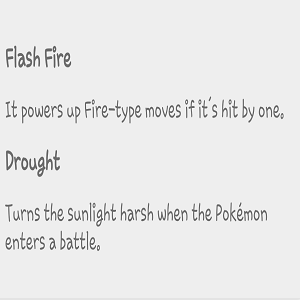 Flash Fire
It powers up Fire-type moves if it's hit by one.
Drought
Turns the sunlight harsh when the Pokémon
enters a battle.